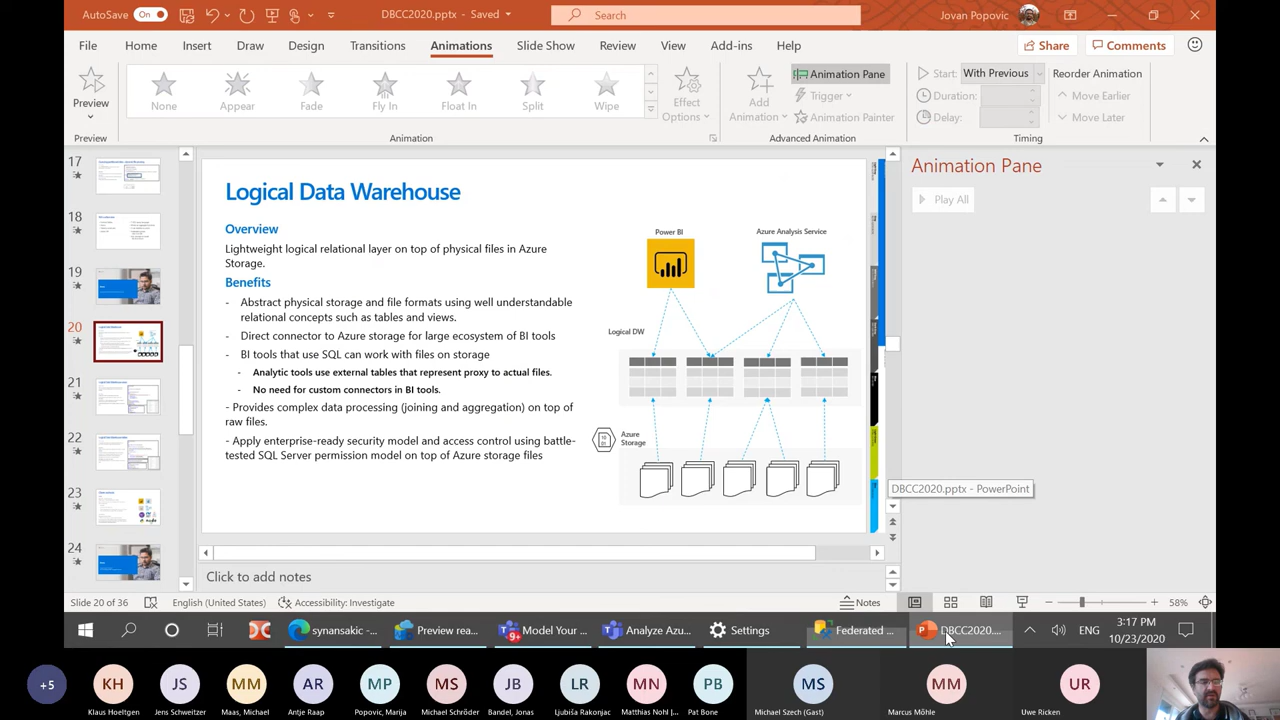 AutoSave On DBCC2020.pptx - Saved Search Jovan Popovic
File Home Insert Draw Design Transitions Animations Slide Show Review View Add-ins Help Share Comments
Preview None Appear Fade Fly In Float In Split Wipe Effect Options Add Animation Animation Pane Trigger Animation Painter Start: With Previous Duration: Delay: Reorder Animation Move Earlier Move Later
Preview Animation Advanced Animation Timing
17
18
19
20
21
22
23
24
Logical Data Warehouse
Overview
Lightweight logical relational layer on top of physical files in Azure
Storage.
Benefits
- Abstract physical storage and file formats using well understandable
relational concepts such as tables and views.
- Direct connector to Azure storage for large ecosystem of BI tools
- BI tools that use SQL can work with files on storage
- Analytic tools use external tables that represent proxy to actual files.
- No need for custom connectors in BI tools.
- Provides complex data processing (joining and aggregation) on top of
raw files.
- Apply enterprise-ready security model and access control using battle-
tested SQL Server permission model on top of Azure storage files
Power BI
Azure Analysis Service
Logical DW
Azure
Storage
Animation Pane
Play All
DBCC2020.pptx - PowerPoint
Click to add notes
Slide 20 of 36 English (United States) Accessibility: Investigate Notes 58%
synansakic - ... Preview rea... Model Your ... Analyze Azu... Settings Federated ... DBCC2020.... ENG 3:17 PM
10/23/2020
+5 KH JS MM AR MP MS JB LR MN PB MS MM UR
Klaus Hoeltgen Jens Schweitzer Maas, Michael Antje Raap Popovic, Marija Michael Schröder Bandel, Jonas Ljubiša Rakonjac Matthias Nohl J... Pat Bone Michael Szech (Gast) Marcus Möhle Uwe Ricken